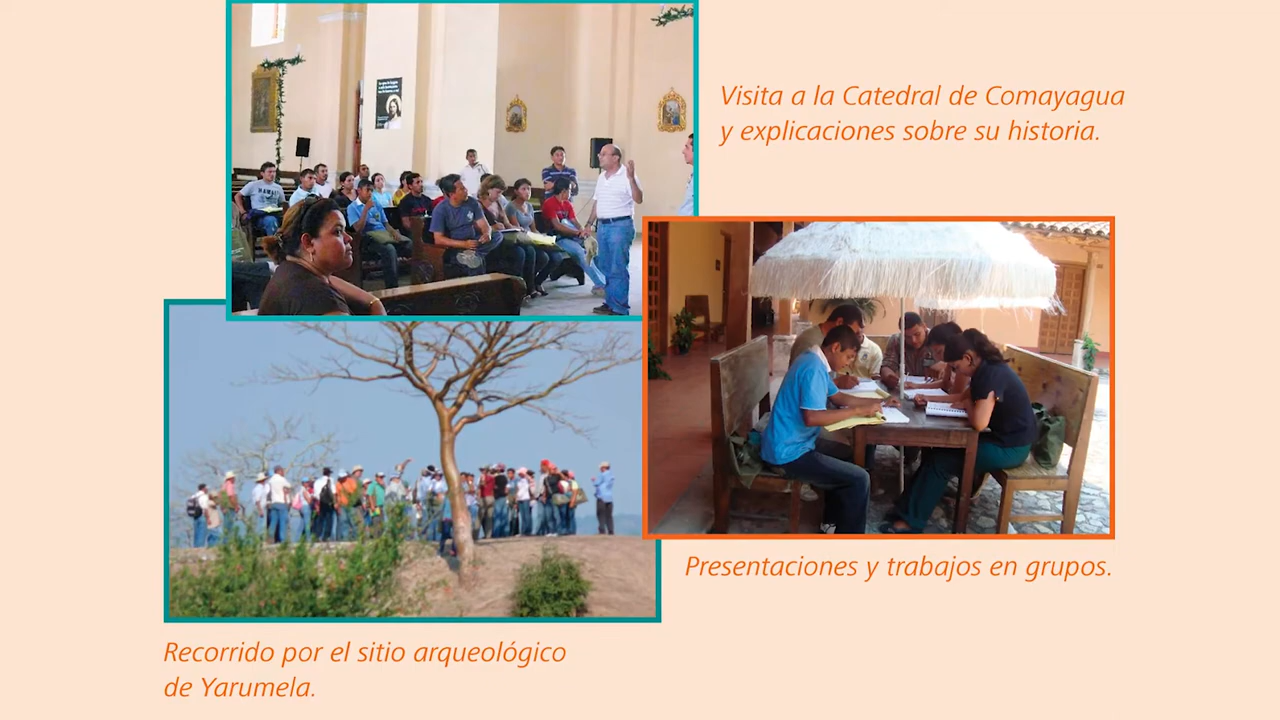 Visita a la Catedral de Comayagua
y explicaciones sobre su historia.
Presentaciones y trabajos en grupos.
Recorrido por el sitio arqueológico
de Yarumela.